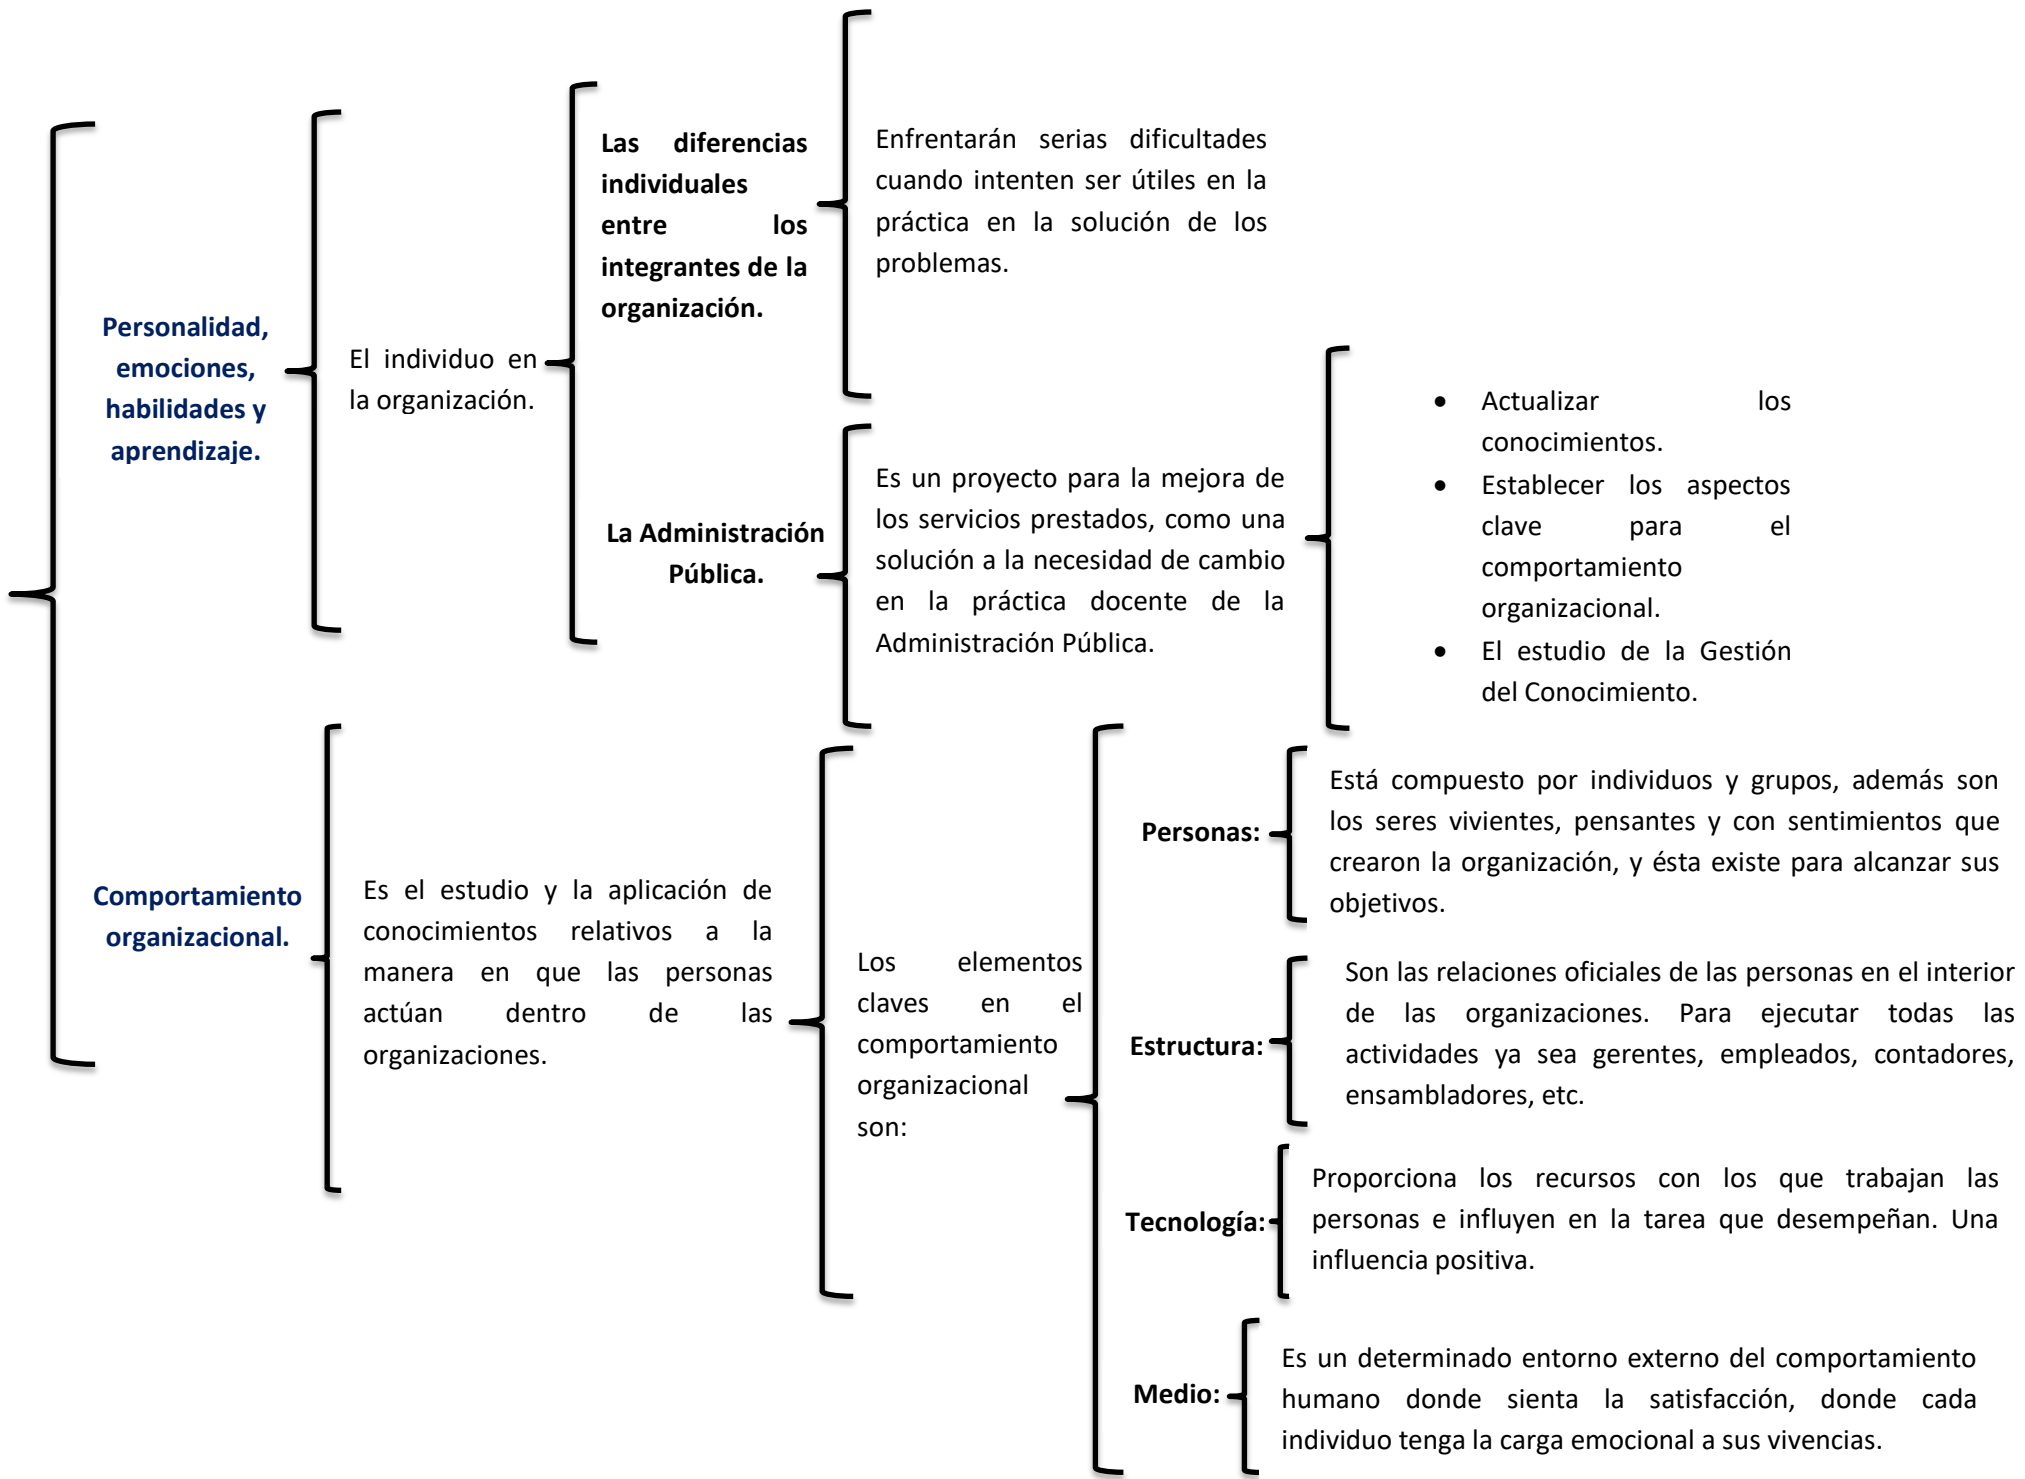 Personalidad,
emociones,
habilidades y
aprendizaje.
El individuo en
la organización.
Las diferencias
individuales
entre los
integrantes de la
organización.
Enfrentarán serias dificultades
cuando intenten ser útiles en la
práctica en la solución de los
problemas.
La Administración
Pública.
Es un proyecto para la mejora de
los servicios prestados, como una
solución a la necesidad de cambio
en la práctica docente de la
Administración Pública.
• Actualizar los
conocimientos.
• Establecer los aspectos
clave para el
comportamiento
organizacional.
• El estudio de la Gestión
del Conocimiento.
Comportamiento
organizacional.
Es el estudio y la aplicación de
conocimientos relativos a la
manera en que las personas
actúan dentro de las
organizaciones.
Los elementos
claves en el
comportamiento
organizacional
son:
Personas:
Está compuesto por individuos y grupos, además son
los seres vivientes, pensantes y con sentimientos que
crearon la organización, y ésta existe para alcanzar sus
objetivos.
Estructura:
Son las relaciones oficiales de las personas en el interior
de las organizaciones. Para ejecutar todas las
actividades ya sea gerentes, empleados, contadores,
ensambladores, etc.
Tecnología:
Proporciona los recursos con los que trabajan las
personas e influyen en la tarea que desempeñan. Una
influencia positiva.
Medio:
Es un determinado entorno externo del comportamiento
humano donde sienta la satisfacción, donde cada
individuo tenga la carga emocional a sus vivencias.